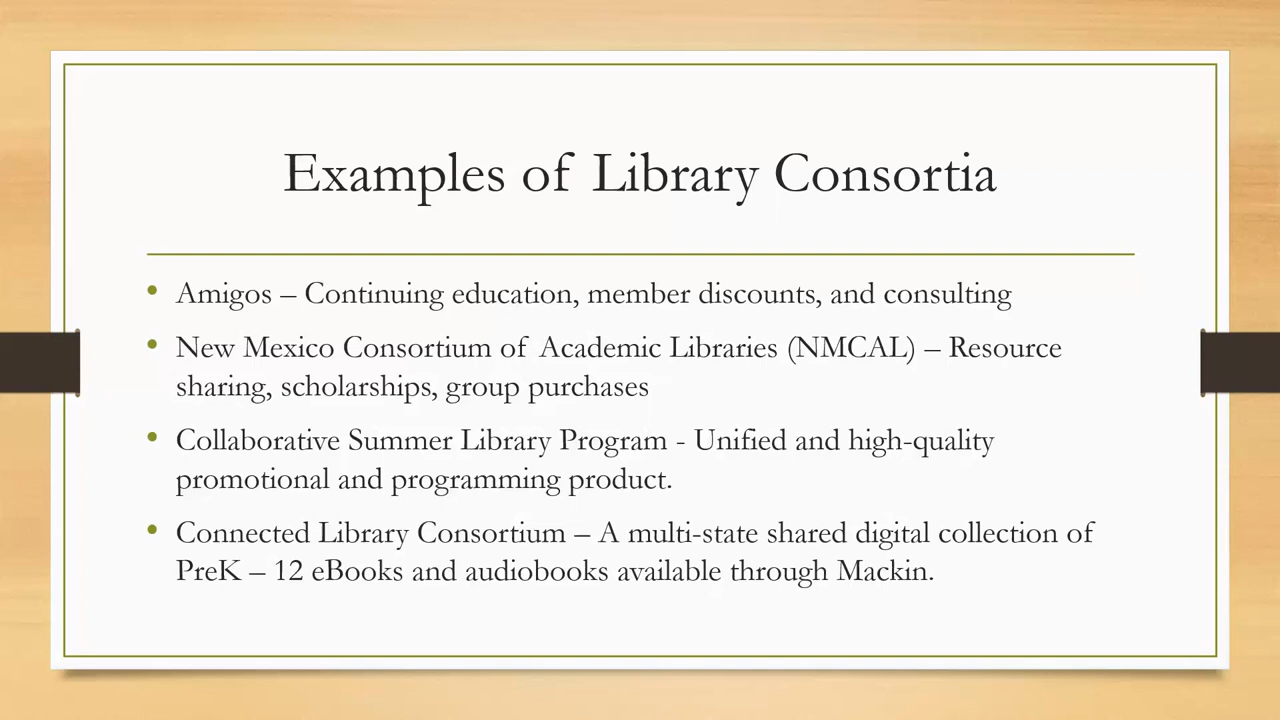 Examples of Library Consortia
• Amigos – Continuing education, member discounts, and consulting
• New Mexico Consortium of Academic Libraries (NMCAL) – Resource
sharing, scholarships, group purchases
• Collaborative Summer Library Program - Unified and high-quality
promotional and programming product.
• Connected Library Consortium – A multi-state shared digital collection of
PreK – 12 eBooks and audiobooks available through Mackin.